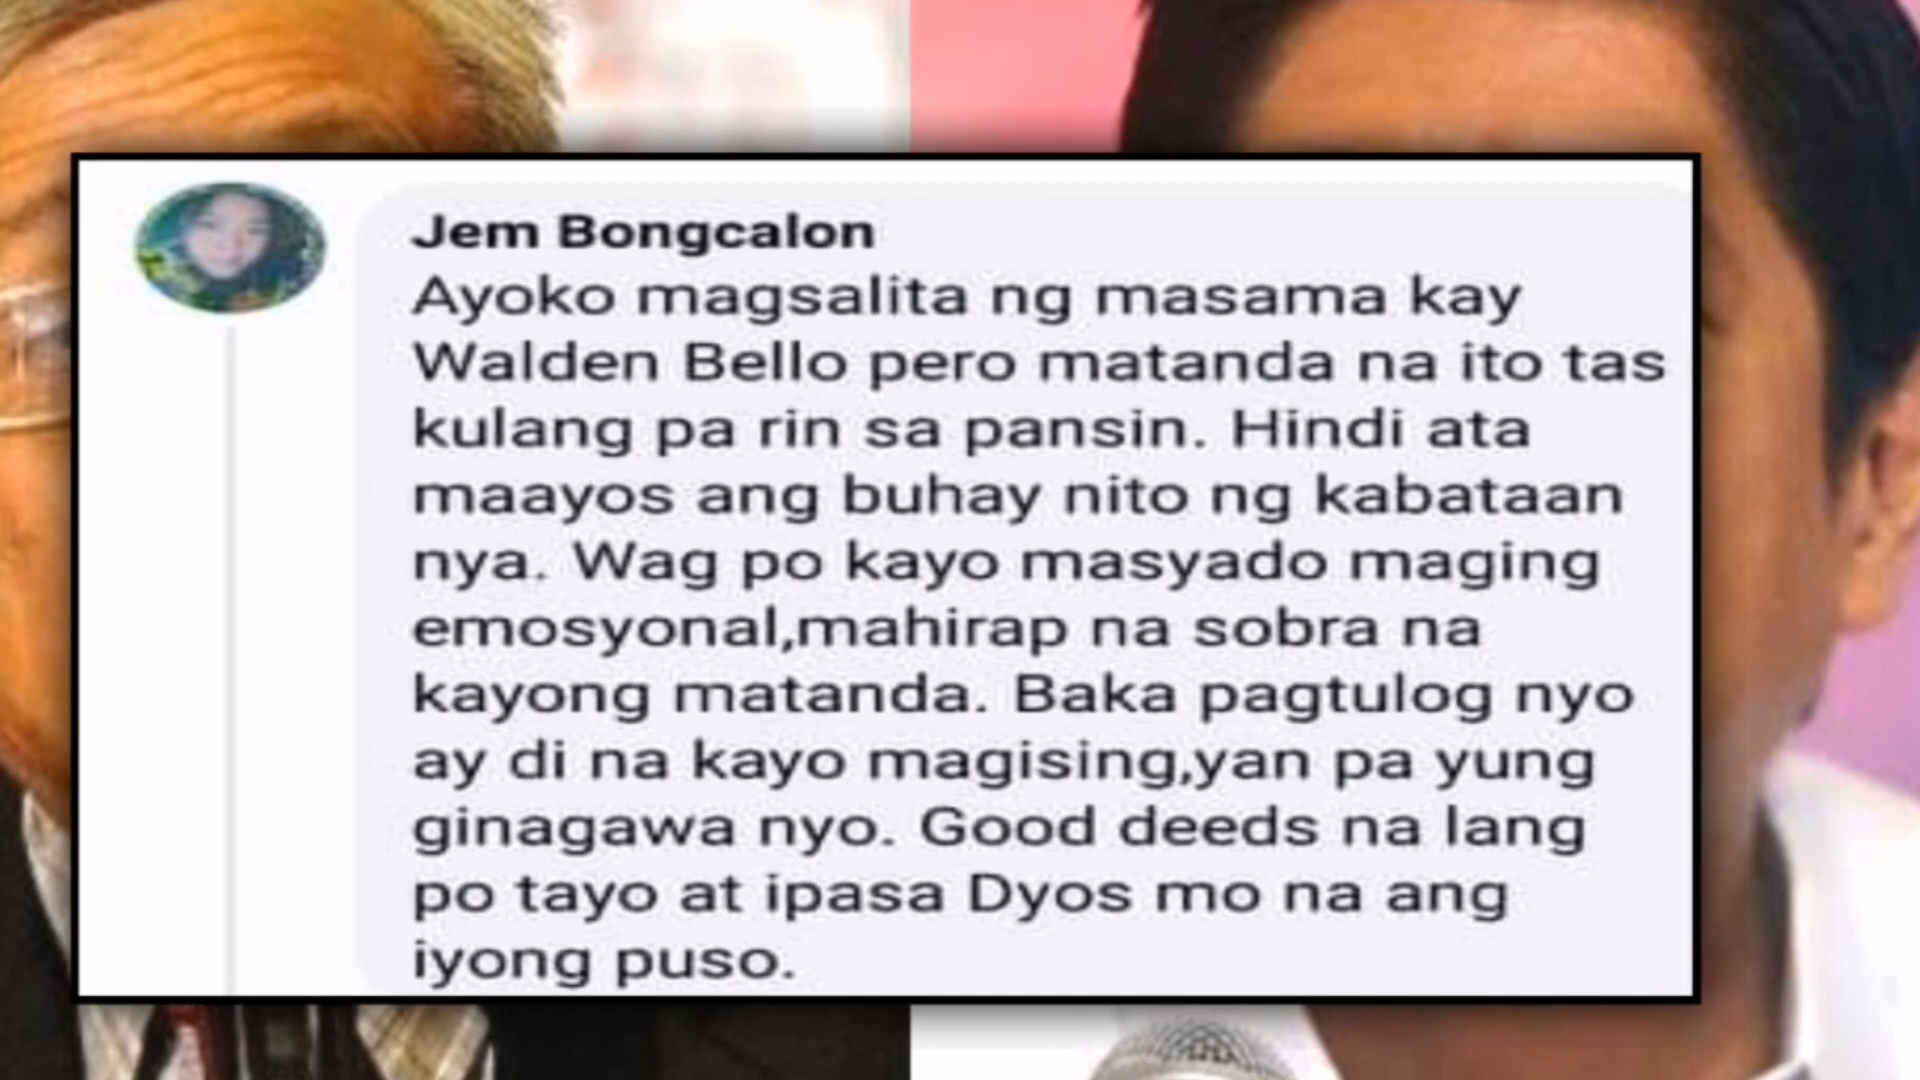 Jem Bongcalon
Ayoko magsalita ng masama kay
Walden Bello pero matanda na ito tas
kulang pa rin sa pansin. Hindi ata
maayos ang buhay nito ng kabataan
nya. Wag po kayo masyado maging
emosyonal,mahirap na sobra na
kayong matanda. Baka pagtulog nyo
ay di na kayo magising,yan pa yung
ginagawa nyo. Good deeds na lang
po tayo at ipasa Dyos mo na ang
iyong puso.